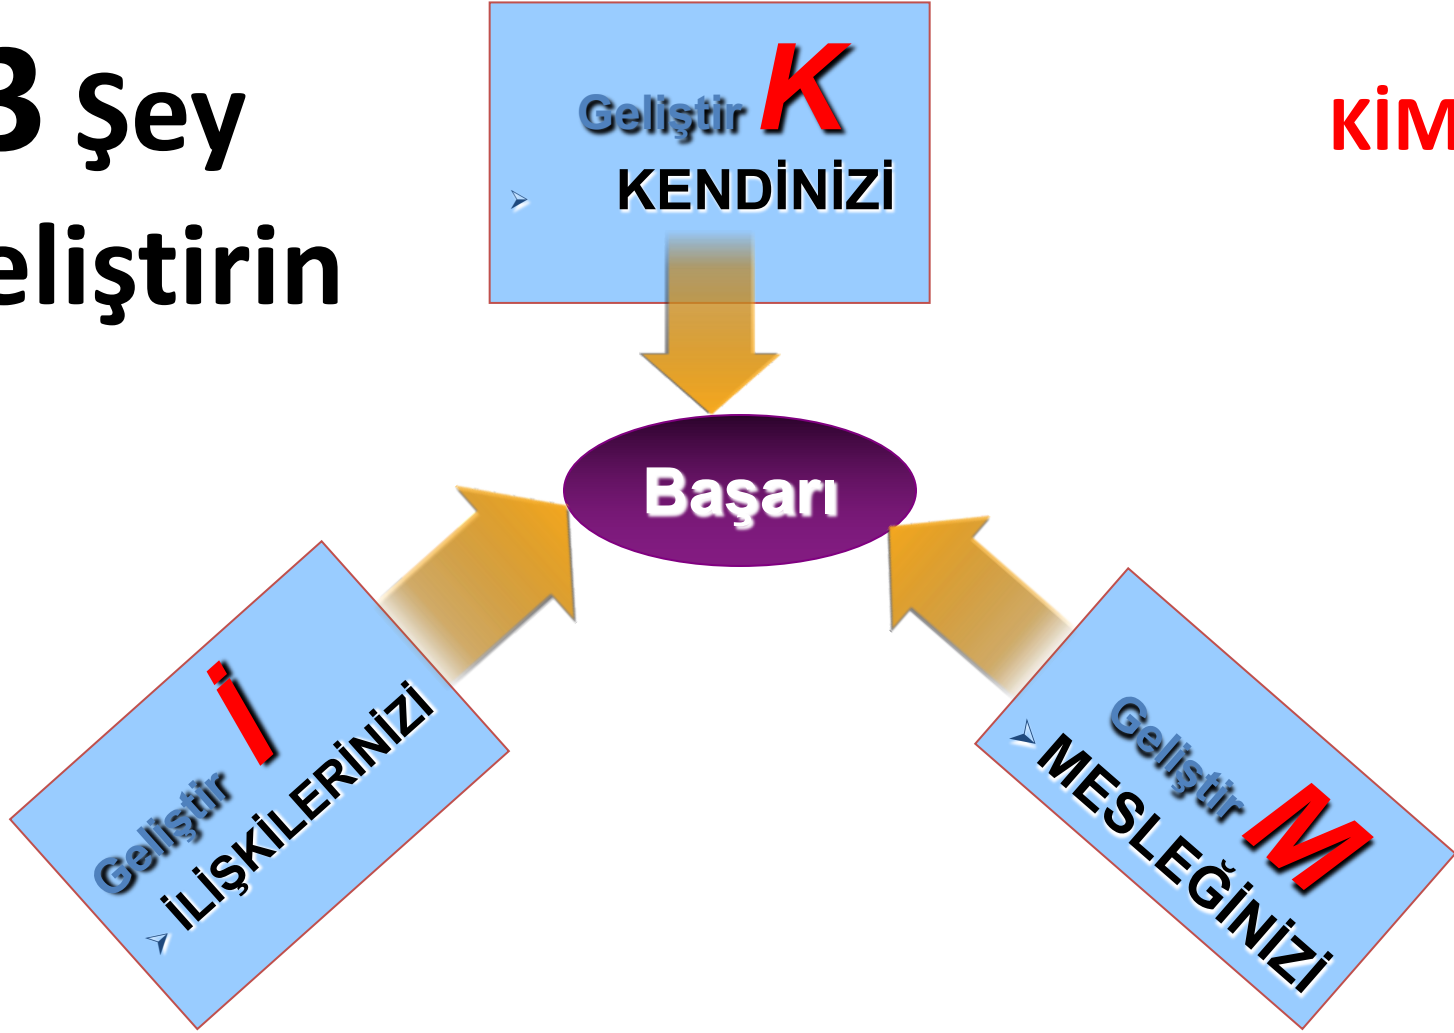 3 Şey
eliştirin
KİM
Geliştir K
KENDİNİZİ
Başarı
Geliştir İ
İLİŞKİLERİNİZİ
Geliştir M
MESLEĞİNİZİ